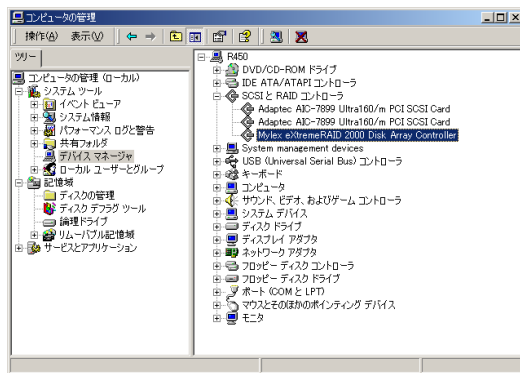 コンピュータの管理
操作(A) 表示(V)
ツリー
コンピュータの管理 (ローカル)
システム ツール
イベント ビューア
システム情報
パフォーマンス ログと警告
共有フォルダ
デバイス マネージャ
ローカル ユーザーとグループ
記憶域
ディスクの管理
ディスク デフラグ ツール
論理ドライブ
リムーバブル記憶域
サービスとアプリケーション
R450
DVD/CD-ROM ドライブ
IDE ATA/ATAPI コントローラ
SCSI と RAID コントローラ
Adaptec AIC-7899 Ultra160/m PCI SCSI Card
Adaptec AIC-7899 Ultra160/m PCI SCSI Card
Mylex eXtremeRAID 2000 Disk Array Controller
System management devices
USB (Universal Serial Bus) コントローラ
キーボード
コンピュータ
サウンド、ビデオ、およびゲーム コントローラ
システム デバイス
ディスク ドライブ
ディスプレイ アダプタ
ネットワーク アダプタ
フロッピー ディスク コントローラ
フロッピー ディスク ドライブ
ポート (COM と LPT)
マウスとそのほかのポインティング デバイス
モニタ